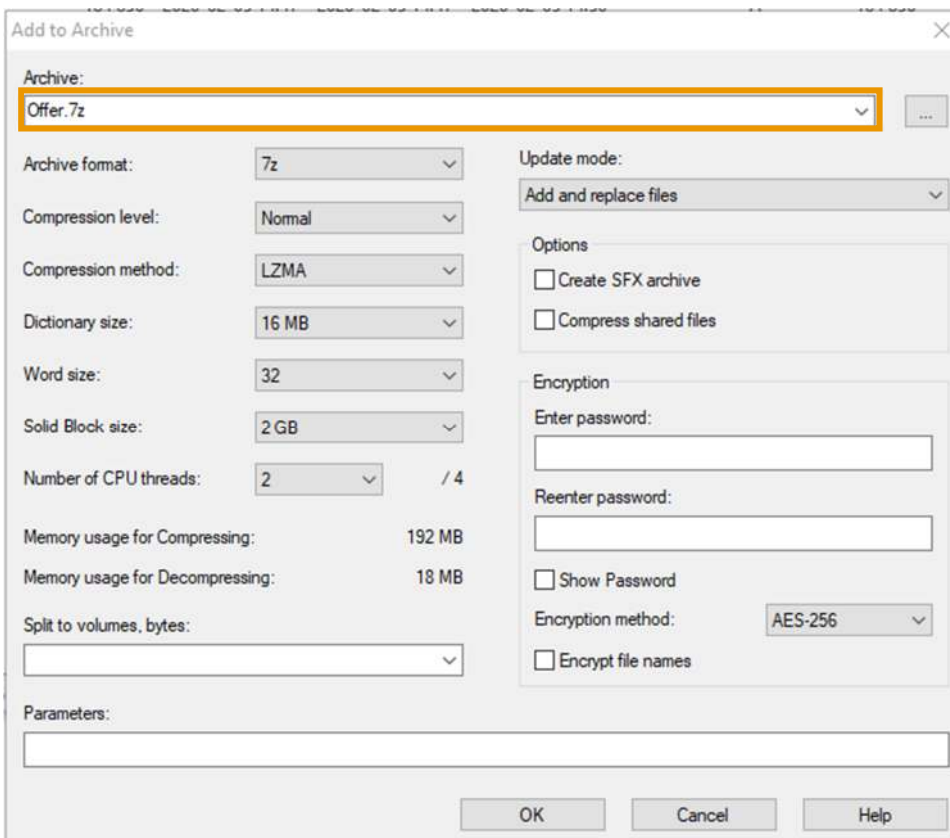 Add to Archive
Archive:
Offer.7z
...
Archive format: 7z
Compression level: Normal
Compression method: LZMA
Dictionary size: 16 MB
Word size: 32
Solid Block size: 2 GB
Number of CPU threads: 2 / 4
Memory usage for Compressing: 192 MB
Memory usage for Decompressing: 18 MB
Split to volumes, bytes:
Update mode:
Add and replace files
Options
Create SFX archive
Compress shared files
Encryption
Enter password:
Reenter password:
Show Password
Encryption method: AES-256
Encrypt file names
Parameters:
OK Cancel Help